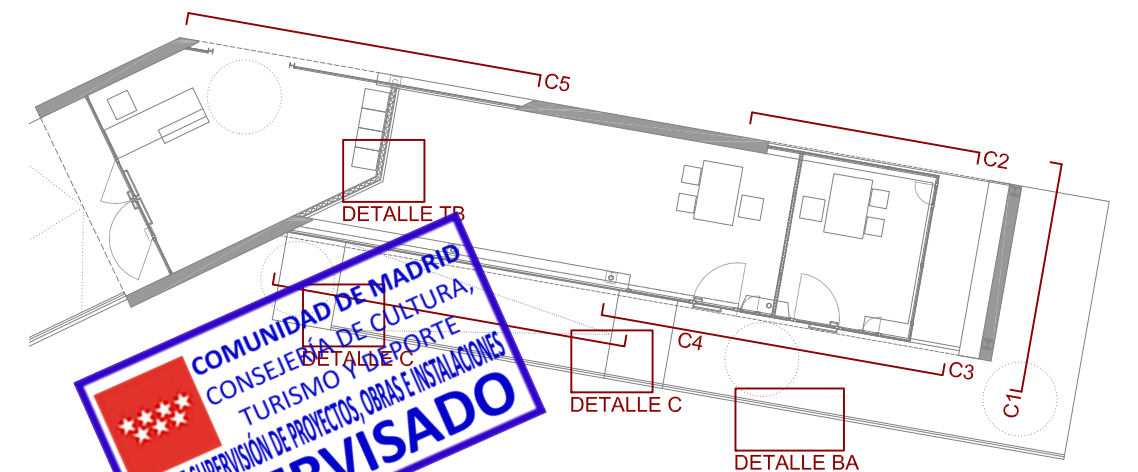 C5
C2
DETALLE TB
COMUNIDAD DE MADRID
CONSEJERÍA DE CULTURA,
TURISMO Y DEPORTE
SUPERVISIÓN DE PROYECTOS, OBRAS E INSTALACIONES
DETALLE C
C4
C3
C1
DETALLE C
DETALLE BA